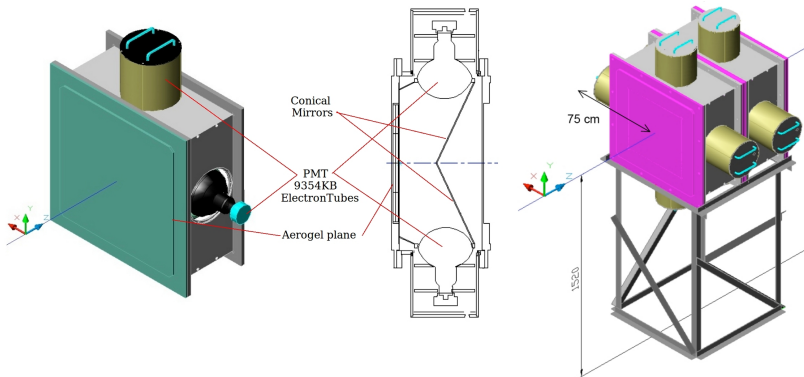 Conical
Mirrors
PMT
9354KB
ElectronTubes
Aerogel plane
X
Y
Z
75 cm
X
Y
Z
1520